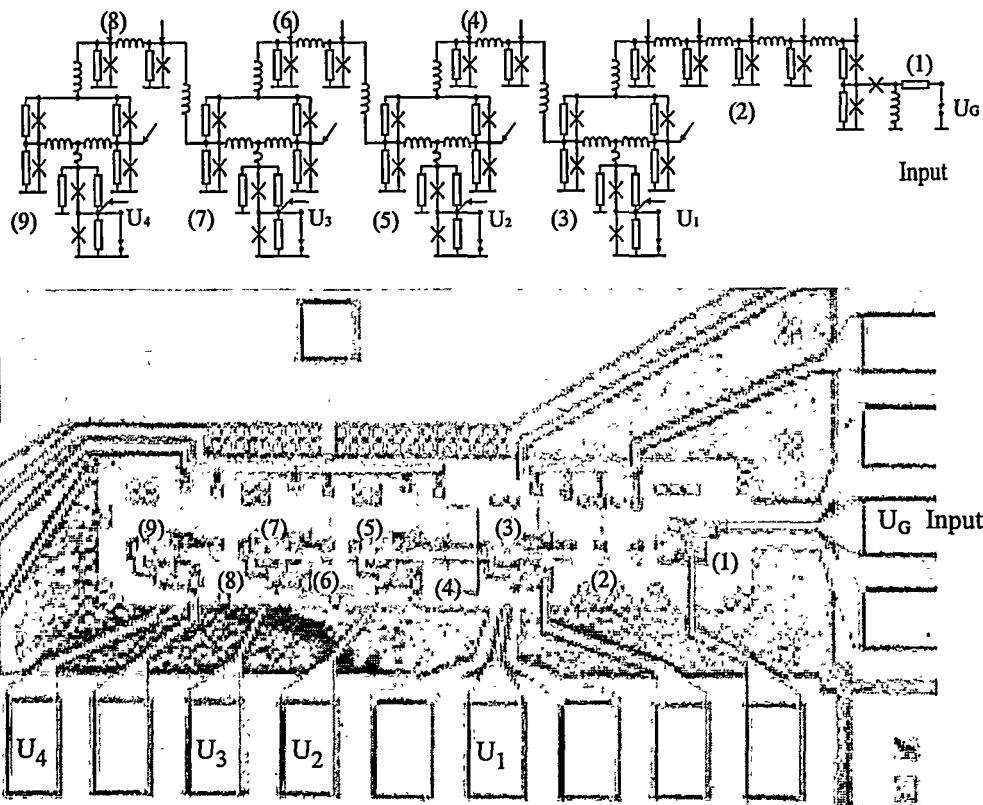 (8) (6) (4)
(1)
(2) U_G
Input
(9) U_4 (7) U_3 (5) U_2 (3) U_1
(9) (7) (5) (3) U_G Input
(8) (6) (4) (2) (1)
U_4 U_3 U_2 U_1